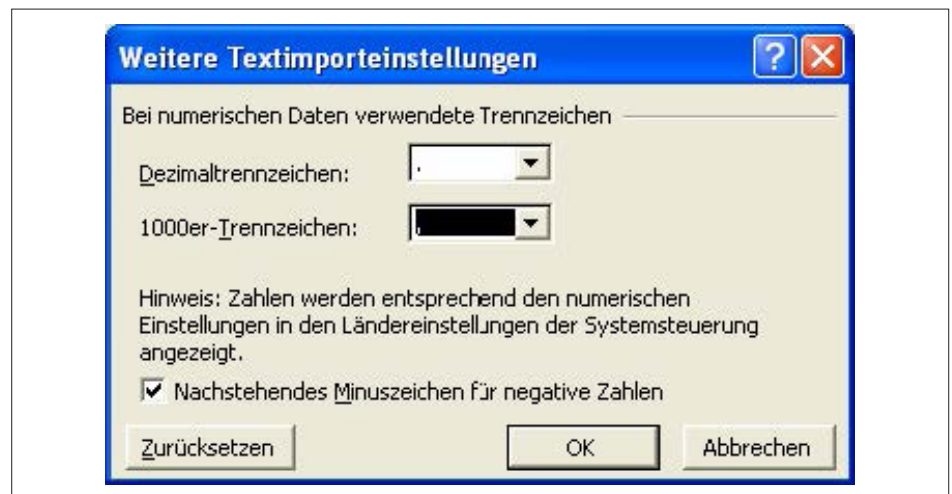 Weitere Textimporteinstellungen
Bei numerischen Daten verwendete Trennzeichen
Dezimaltrennzeichen: .
1000er-Trennzeichen: ,
Hinweis: Zahlen werden entsprechend den numerischen
Einstellungen in den Ländereinstellungen der Systemsteuerung
angezeigt.
Nachstehendes Minuszeichen für negative Zahlen
Zurücksetzen OK Abbrechen